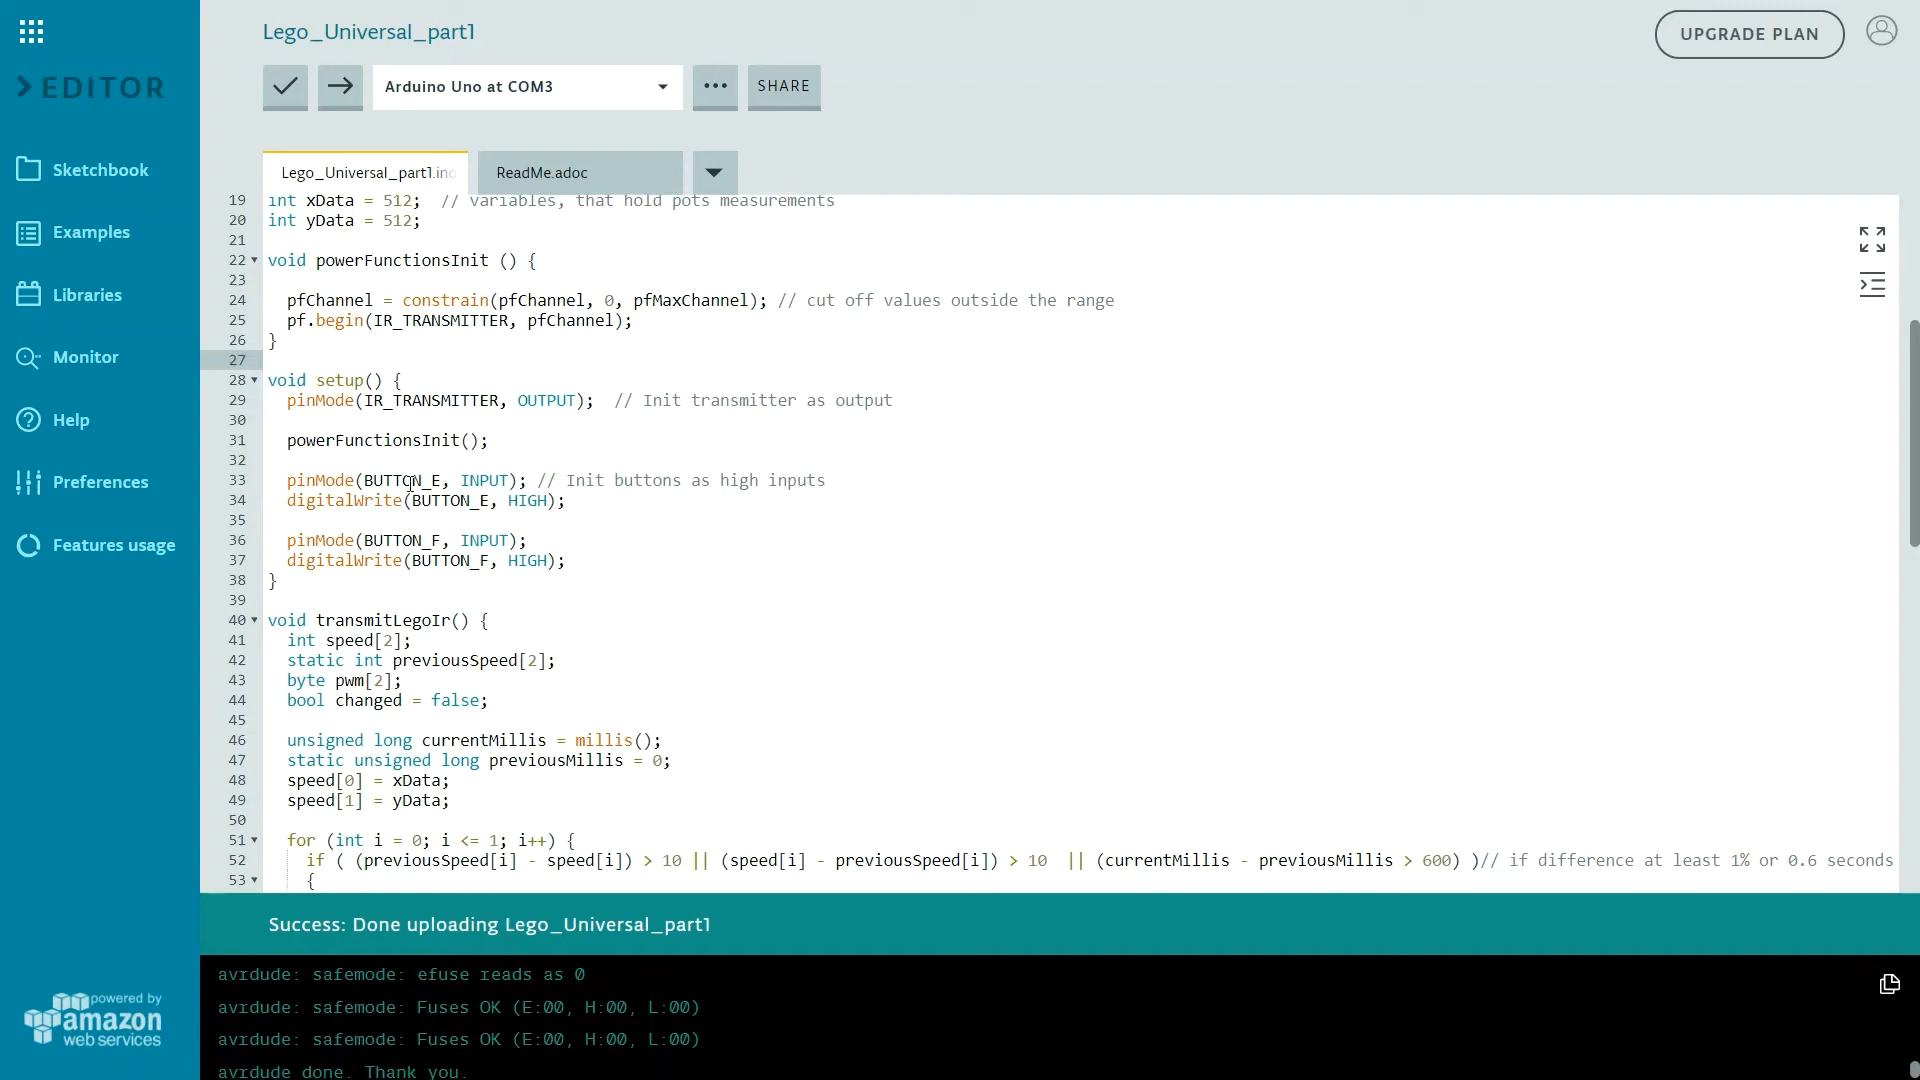 Lego_Universal_part1
UPGRADE PLAN
EDITOR
Arduino Uno at COM3
SHARE
Sketchbook
Examples
Libraries
Monitor
Help
Preferences
Features usage
powered by
amazon
web services
Lego_Universal_part1.ino
ReadMe.adoc
19 int xData = 512;  // variables, that hold pots measurements
20 int yData = 512;
21
22 void powerFunctionsInit () {
23
24   pfChannel = constrain(pfChannel, 0, pfMaxChannel); // cut off values outside the range
25   pf.begin(IR_TRANSMITTER, pfChannel);
26 }
27
28 void setup() {
29   pinMode(IR_TRANSMITTER, OUTPUT);  // Init transmitter as output
30
31   powerFunctionsInit();
32
33   pinMode(BUTTON_E, INPUT); // Init buttons as high inputs
34   digitalWrite(BUTTON_E, HIGH);
35
36   pinMode(BUTTON_F, INPUT);
37   digitalWrite(BUTTON_F, HIGH);
38 }
39
40 void transmitLegoIr() {
41   int speed[2];
42   static int previousSpeed[2];
43   byte pwm[2];
44   bool changed = false;
45
46   unsigned long currentMillis = millis();
47   static unsigned long previousMillis = 0;
48   speed[0] = xData;
49   speed[1] = yData;
50
51   for (int i = 0; i <= 1; i++) {
52     if ( (previousSpeed[i] - speed[i]) > 10 || (speed[i] - previousSpeed[i]) > 10  || (currentMillis - previousMillis > 600) )// if difference at least 1% or 0.6 seconds
53     {
Success: Done uploading Lego_Universal_part1
avrdude: safemode: efuse reads as 0
avrdude: safemode: Fuses OK (E:00, H:00, L:00)
avrdude: safemode: Fuses OK (E:00, H:00, L:00)
avrdude done. Thank you.